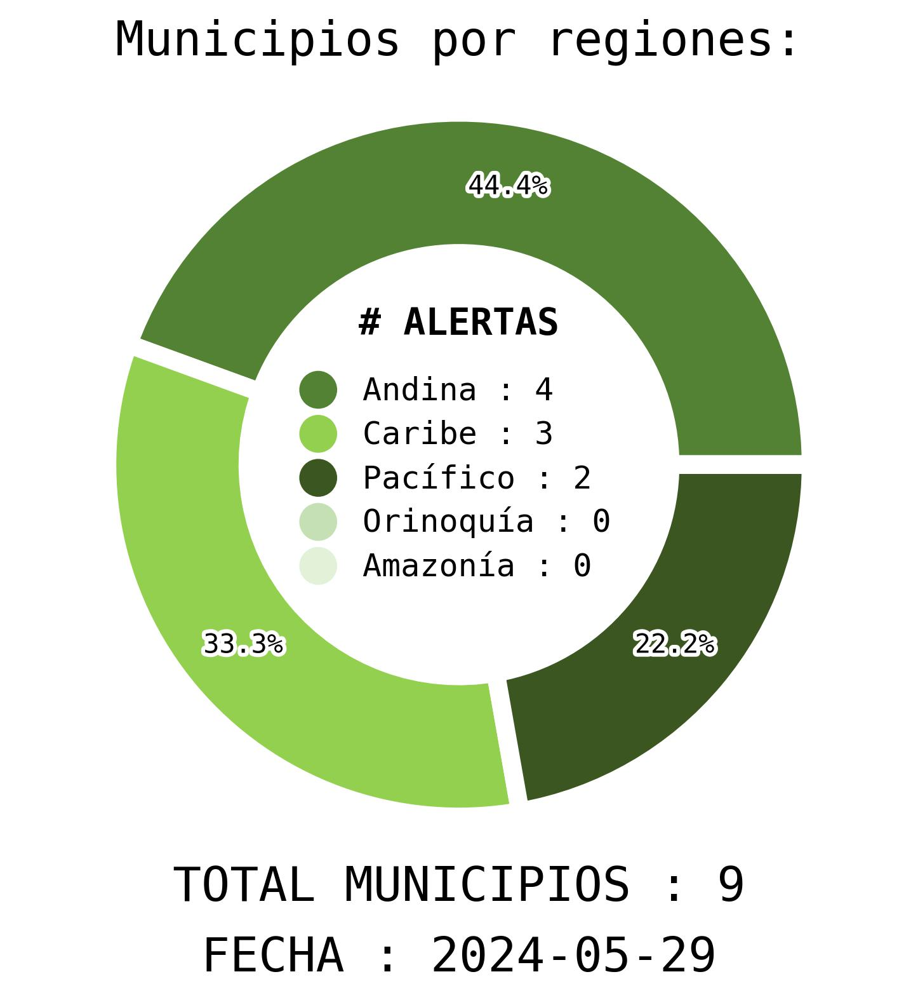 Municipios por regiones:
44.4%
# ALERTAS
Andina : 4
Caribe : 3
Pacífico : 2
Orinoquía : 0
Amazonía : 0
33.3%
22.2%
TOTAL MUNICIPIOS : 9
FECHA : 2024-05-29